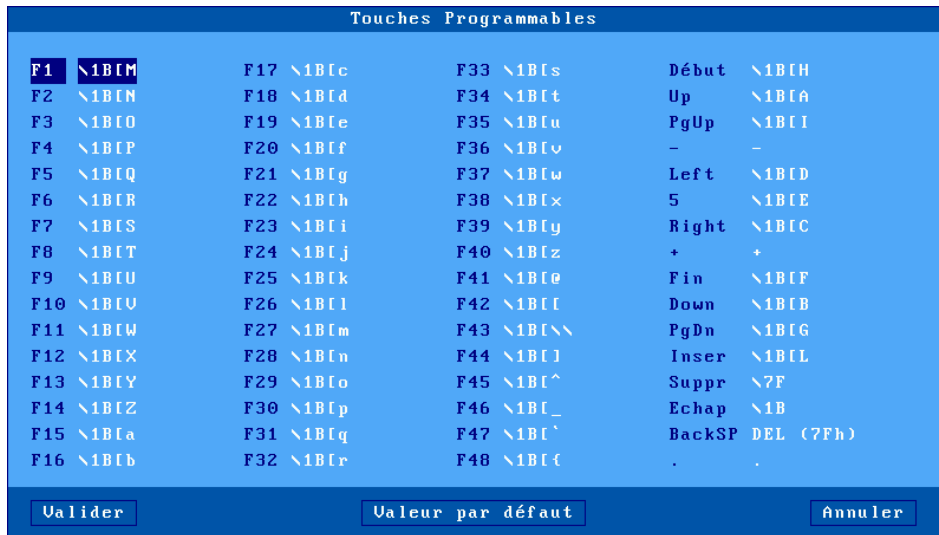 Touches Programmables
F1 \1B[M F17 \1B[c F33 \1B[s Début \1B[H
F2 \1B[N F18 \1B[d F34 \1B[t Up \1B[A
F3 \1B[O F19 \1B[e F35 \1B[u PgUp \1B[I
F4 \1B[P F20 \1B[f F36 \1B[v - -
F5 \1B[Q F21 \1B[g F37 \1B[w Left \1B[D
F6 \1B[R F22 \1B[h F38 \1B[x 5 \1B[E
F7 \1B[S F23 \1B[i F39 \1B[y Right \1B[C
F8 \1B[T F24 \1B[j F40 \1B[z + +
F9 \1B[U F25 \1B[k F41 \1B[@ Fin \1B[F
F10 \1B[V F26 \1B[l F42 \1B[[ Down \1B[B
F11 \1B[W F27 \1B[m F43 \1B[\\ PgDn \1B[G
F12 \1B[X F28 \1B[n F44 \1B[] Inser \1B[L
F13 \1B[Y F29 \1B[o F45 \1B[^ Suppr \7F
F14 \1B[Z F30 \1B[p F46 \1B[_ Echap \1B
F15 \1B[a F31 \1B[q F47 \1B[` BackSP DEL (7Fh)
F16 \1B[b F32 \1B[r F48 \1B[{ . .
Valider Valeur par défaut Annuler